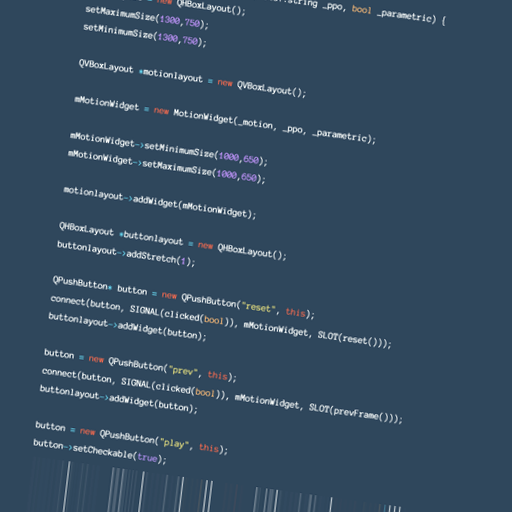 string _ppo, bool _parametric) {
new QHBoxLayout();
setMaximumSize(1300,750);
setMinimumSize(1300,750);
QVBoxLayout *motionlayout = new QVBoxLayout();
mMotionWidget = new MotionWidget(_motion, _ppo, _parametric);
mMotionWidget->setMinimumSize(1000,650);
mMotionWidget->setMaximumSize(1000,650);
motionlayout->addWidget(mMotionWidget);
QHBoxLayout *buttonlayout = new QHBoxLayout();
buttonlayout->addStretch(1);
QPushButton* button = new QPushButton("reset", this);
connect(button, SIGNAL(clicked(bool)), mMotionWidget, SLOT(reset()));
buttonlayout->addWidget(button);
button = new QPushButton("prev", this);
connect(button, SIGNAL(clicked(bool)), mMotionWidget, SLOT(prevFrame()));
buttonlayout->addWidget(button);
button = new QPushButton("play", this);
button->setCheckable(true);